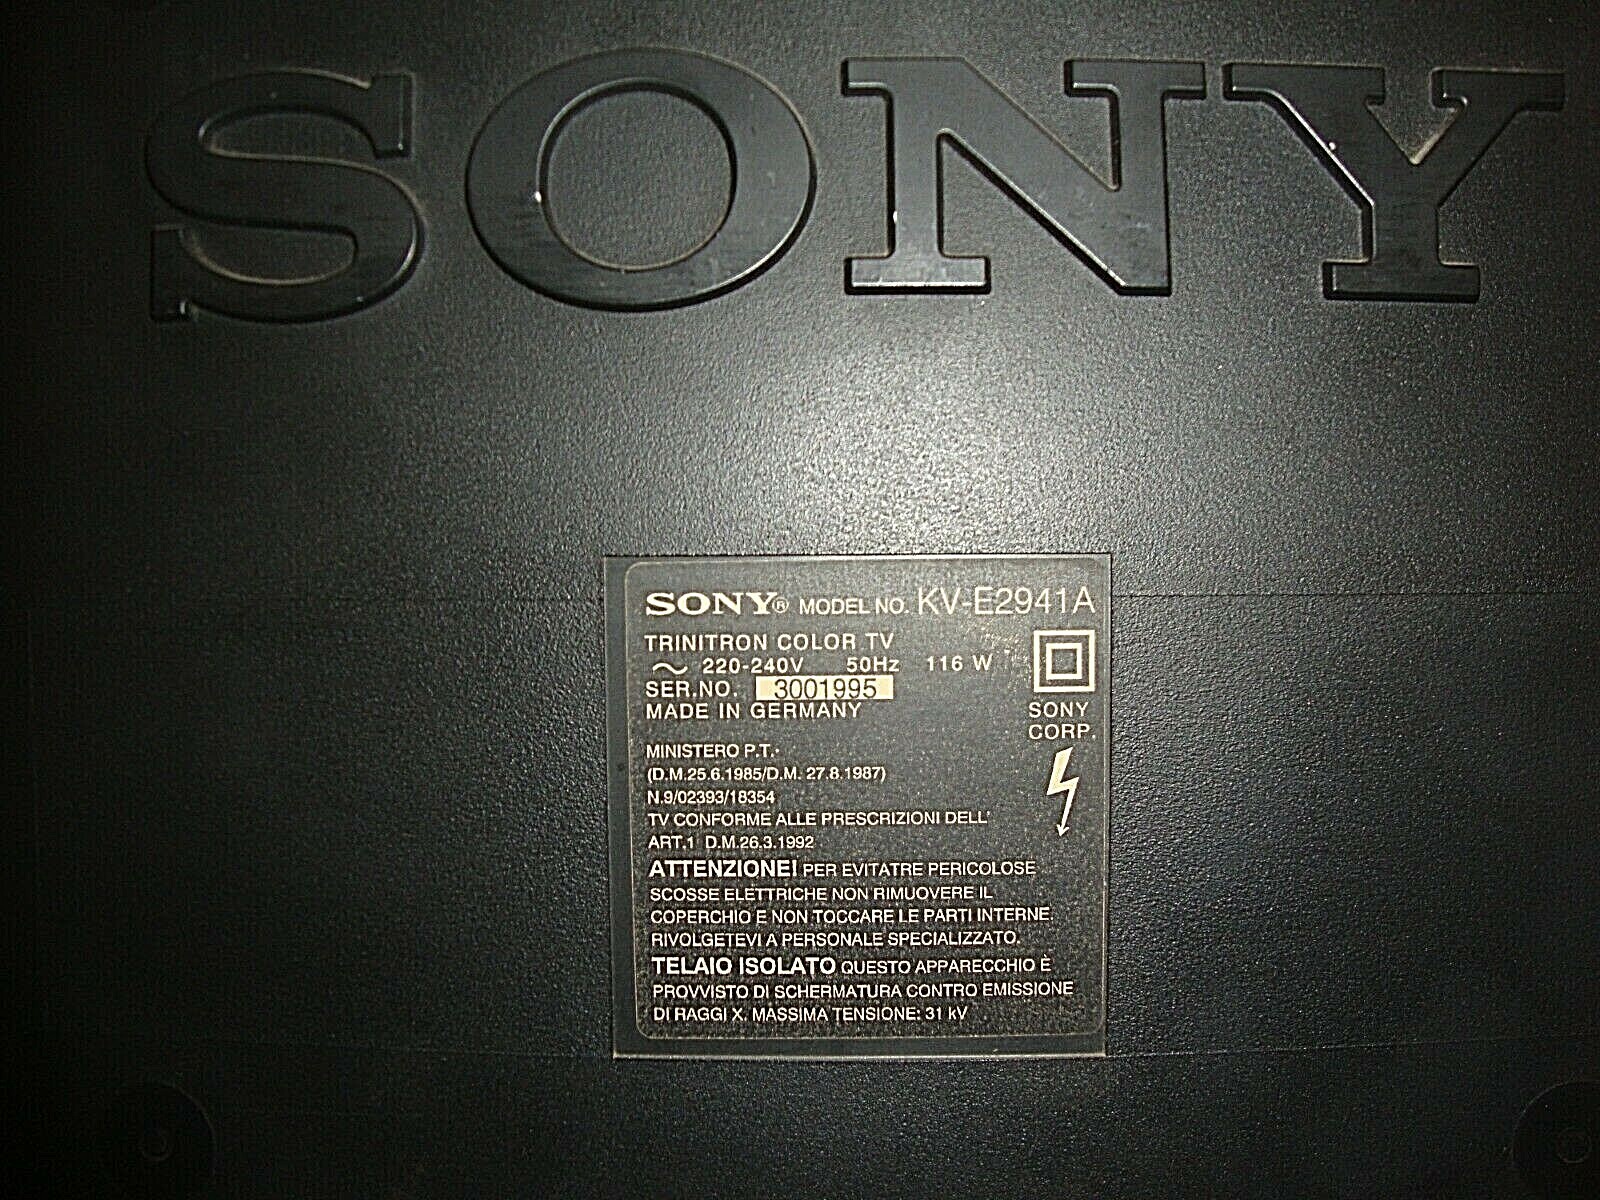 SONY
SONY® MODEL NO. KV-E2941A
TRINITRON COLOR TV
～ 220-240V 50Hz 116 W
SER.NO. 3001995
MADE IN GERMANY
SONY
CORP.
MINISTERO P.T.
(D.M.25.6.1985/D.M. 27.8.1987)
N.9/02393/18354
TV CONFORME ALLE PRESCRIZIONI DELL'
ART.1 D.M.26.3.1992
ATTENZIONE! PER EVITATRE PERICOLOSE
SCOSSE ELETTRICHE NON RIMUOVERE IL
COPERCHIO E NON TOCCARE LE PARTI INTERNE.
RIVOLGETEVI A PERSONALE SPECIALIZZATO.
TELAIO ISOLATO QUESTO APPARECCHIO È
PROVVISTO DI SCHERMATURA CONTRO EMISSIONE
DI RAGGI X. MASSIMA TENSIONE: 31 kV